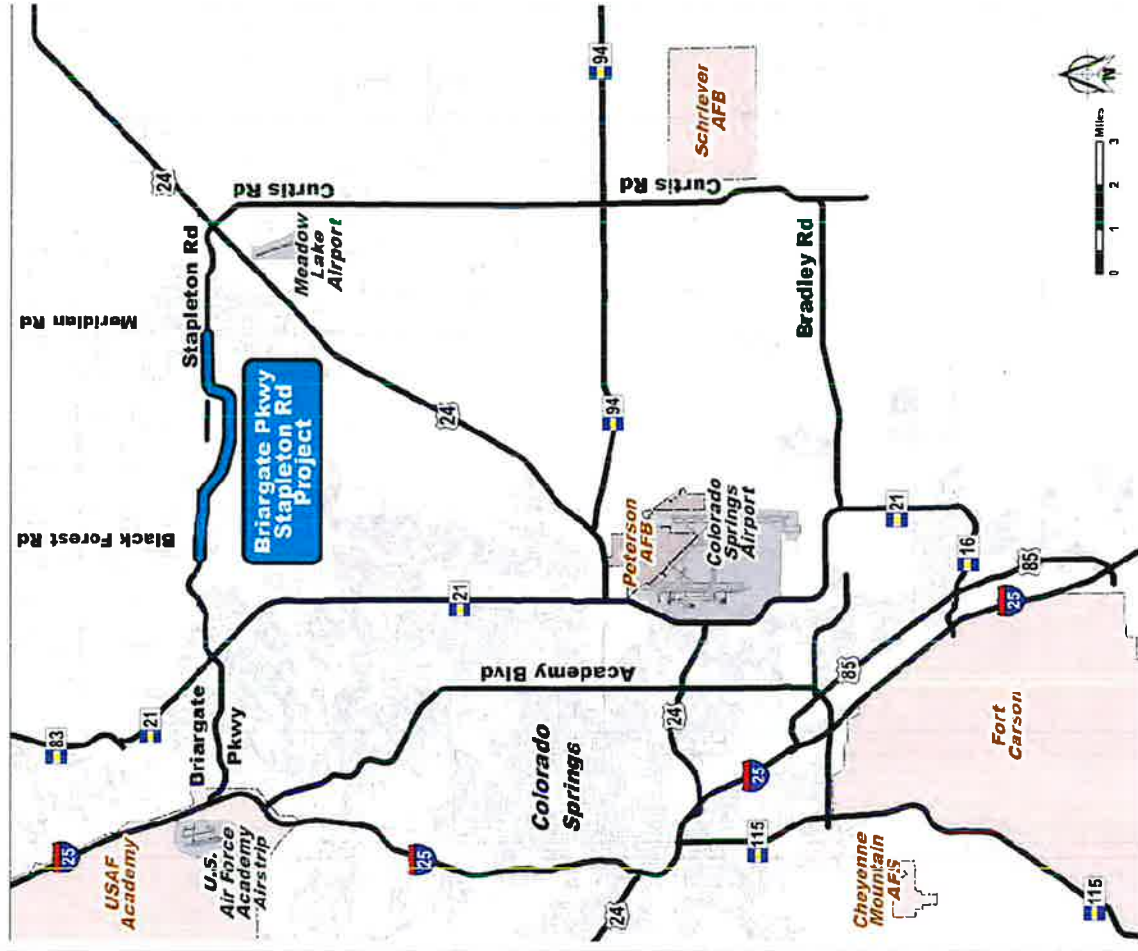 Meridian Rd
Black Forest Rd
83
21
Briargate
Pkwy
Stapleton Rd
24
Briargate Pkwy
Stapleton Rd
Project
25
USAF
Academy
U.S.
Air Force
Academy
Airstrip
Curtis Rd
Meadow
Lake
Airport
24
21
25
Academy Blvd
Colorado
Springs
94
94
Peterson
AFB
Colorado
Springs
Airport
Schriever
AFB
Curtis Rd
24
24
25
115
Bradley Rd
85
21
16
85
25
Cheyenne
Mountain
AFS
Fort
Carson
115
N
0 1 2 3
Miles